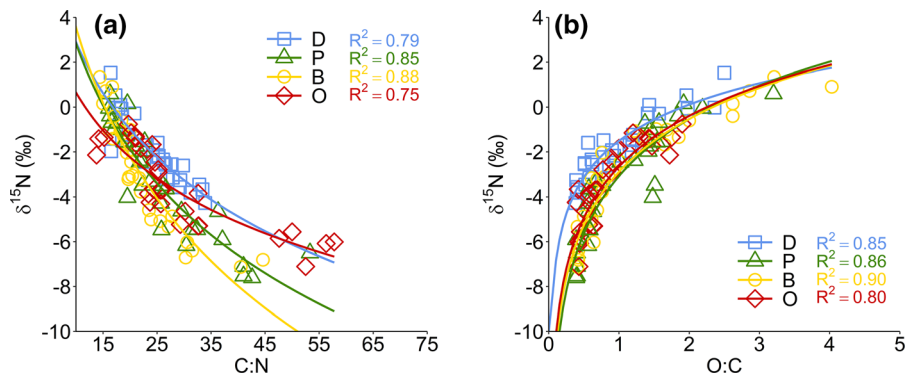 (a)
4
2
0
-2
-4
-6
-8
-10
δ¹⁵N (‰)
15 25 35 45 55 65 75
C:N
D R² = 0.79
P R² = 0.85
B R² = 0.88
O R² = 0.75
(b)
4
2
0
-2
-4
-6
-8
-10
δ¹⁵N (‰)
0 1 2 3 4 5
O:C
D R² = 0.85
P R² = 0.86
B R² = 0.90
O R² = 0.80